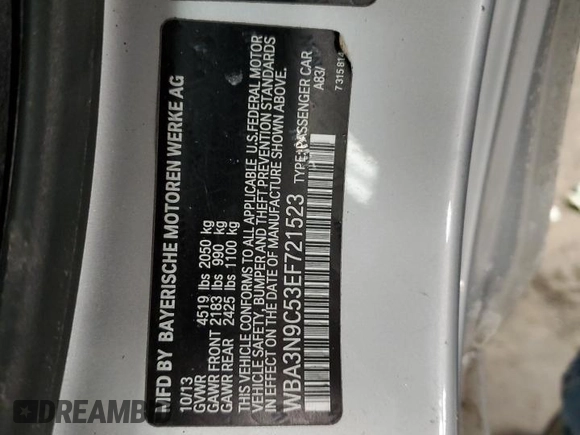 MFD BY BAYERISCHE MOTOREN WERKE AG
10/13
GVWR 4519 lbs 2050 kg
GAWR FRONT 2183 lbs 990 kg
GAWR REAR 2425 lbs 1100 kg
THIS VEHICLE CONFORMS TO ALL APPLICABLE U.S. FEDERAL MOTOR
VEHICLE SAFETY, BUMPER AND THEFT PREVENTION STANDARDS
IN EFFECT ON THE DATE OF MANUFACTURE SHOWN ABOVE.
WBA3N9C53EF721523 TYPE: PASSENGER CAR
A83/
7315814
DREAMB